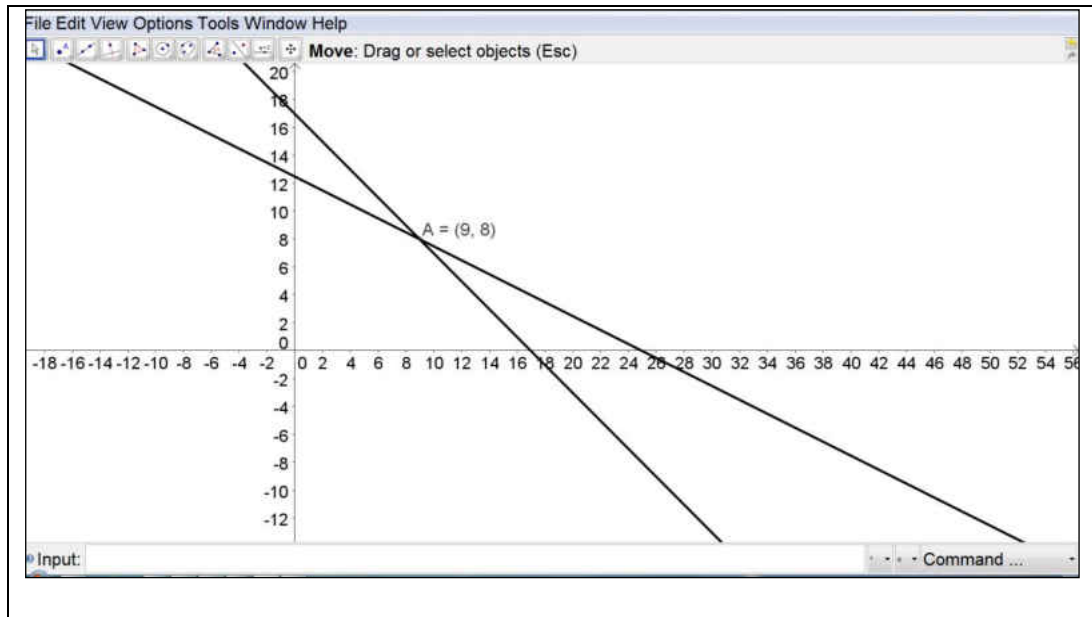 File Edit View Options Tools Window Help
Move: Drag or select objects (Esc)
20
18
16
14
12
10
A = (9, 8)
8
6
4
2
0
-18 -16 -14 -12 -10 -8 -6 -4 -2 0 2 4 6 8 10 12 14 16 18 20 22 24 26 28 30 32 34 36 38 40 42 44 46 48 50 52 54 56
-2
-4
-6
-8
-10
-12
Input:
Command ...